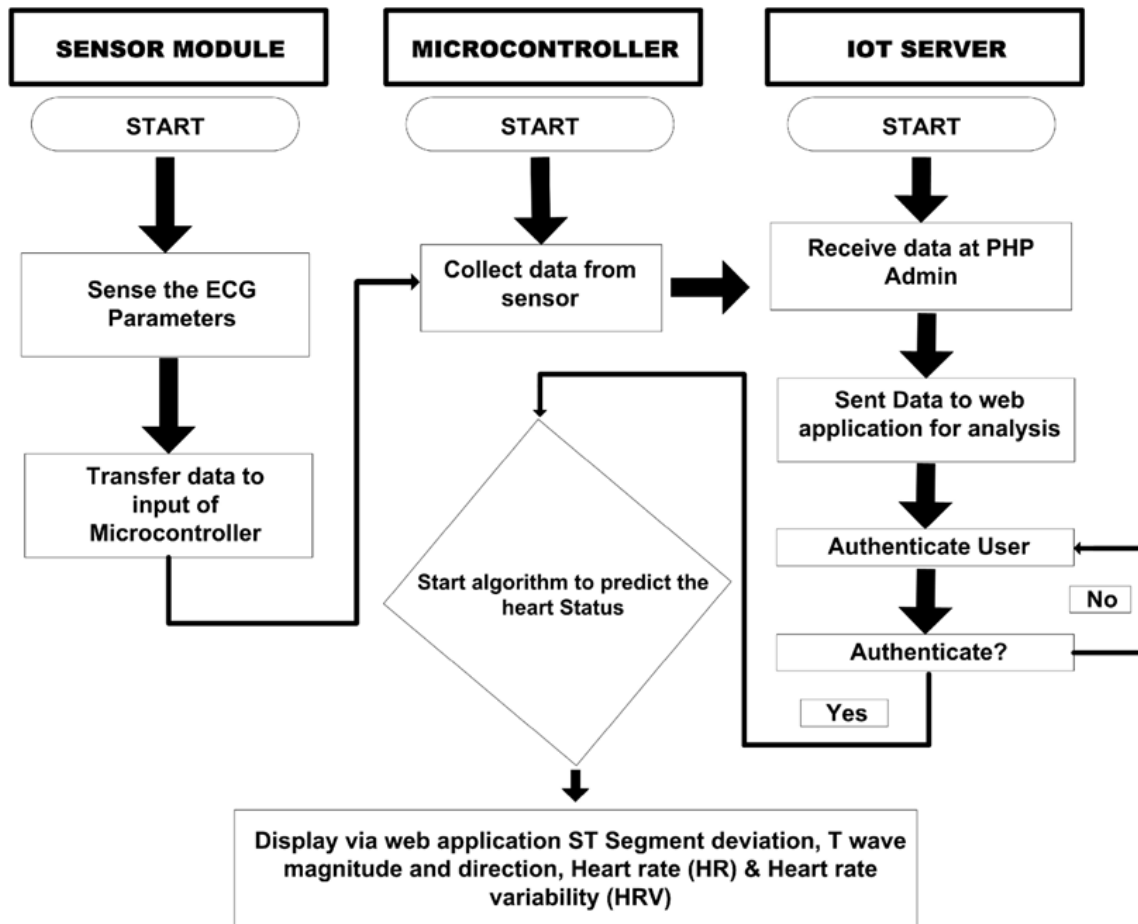 SENSOR MODULE
START
Sense the ECG
Parameters
Transfer data to
input of
Microcontroller
MICROCONTROLLER
START
Collect data from
sensor
IOT SERVER
START
Receive data at PHP
Admin
Sent Data to web
application for analysis
Authenticate User
No
Authenticate?
Yes
Start algorithm to predict the
heart Status
Display via web application ST Segment deviation, T wave
magnitude and direction, Heart rate (HR) & Heart rate
variability (HRV)